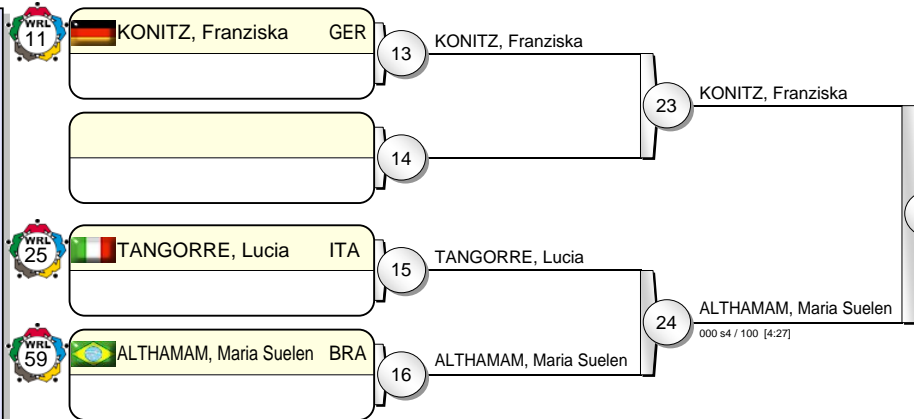 WRL
11
KONITZ, Franziska GER
13
KONITZ, Franziska
23
KONITZ, Franziska
14
WRL
25
TANGORRE, Lucia ITA
15
TANGORRE, Lucia
24
ALTHAMAM, Maria Suelen
000 s4 / 100 [4:27]
WRL
59
ALTHAMAM, Maria Suelen BRA
16
ALTHAMAM, Maria Suelen